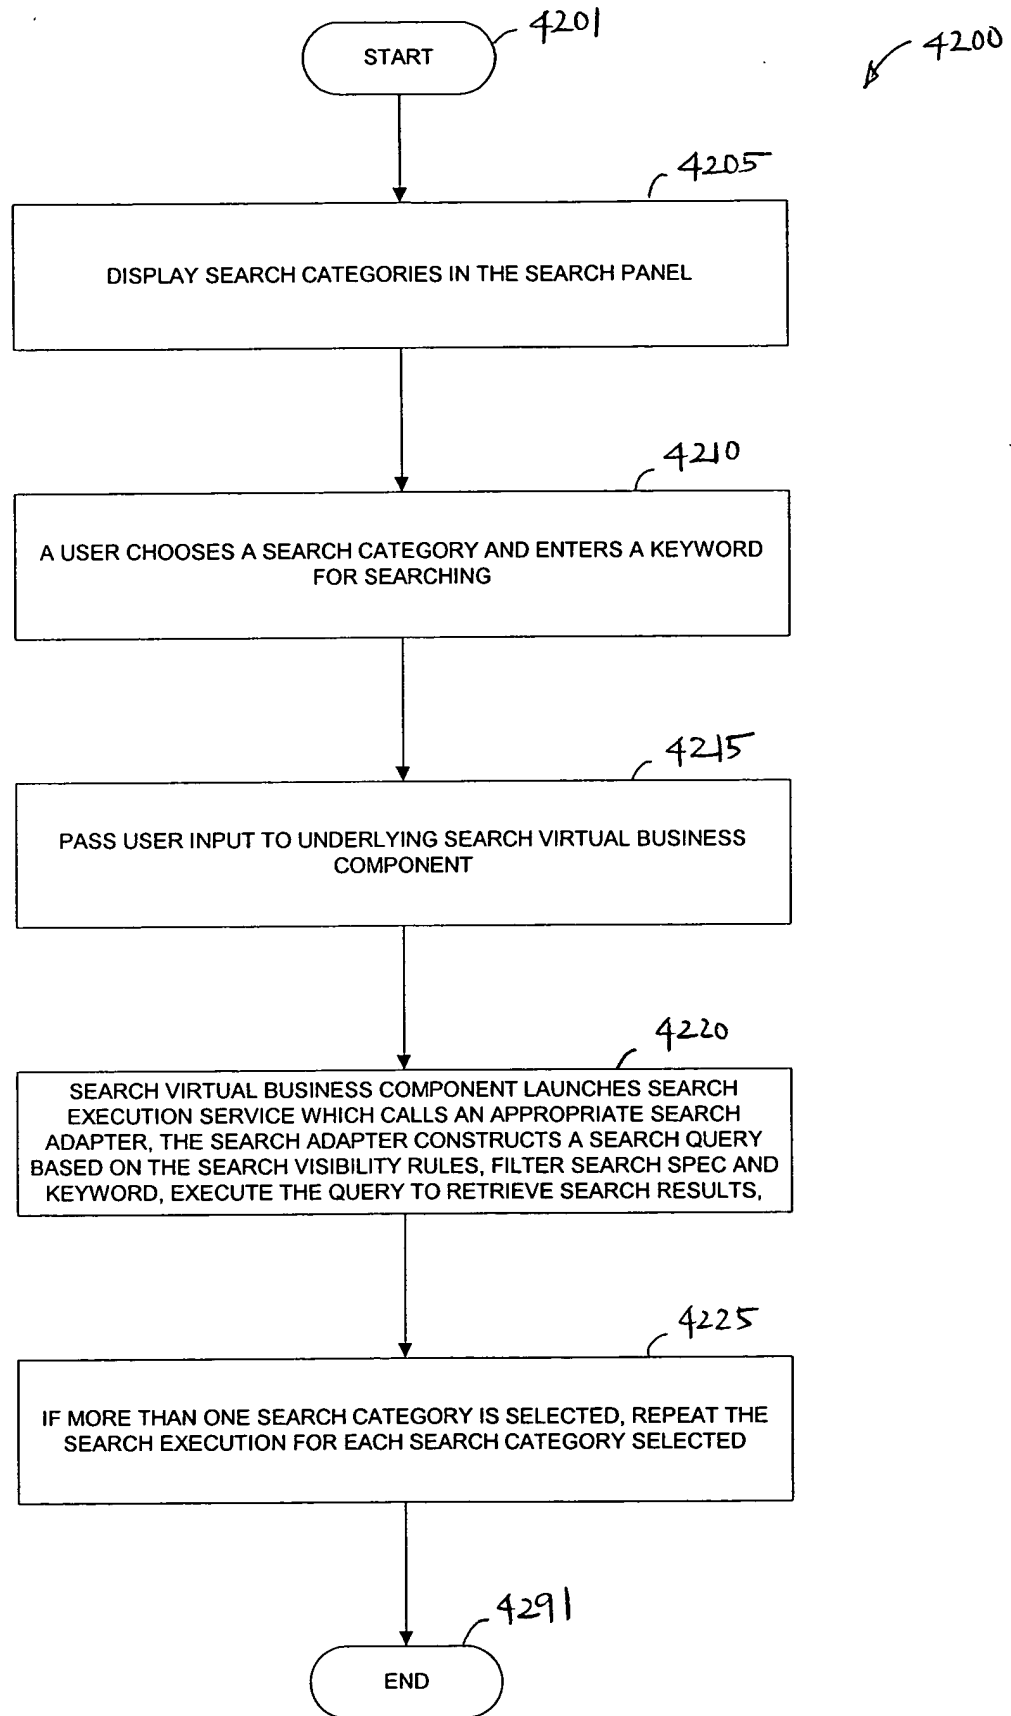 4201
START
4200
4205
DISPLAY SEARCH CATEGORIES IN THE SEARCH PANEL
4210
A USER CHOOSES A SEARCH CATEGORY AND ENTERS A KEYWORD
FOR SEARCHING
4215
PASS USER INPUT TO UNDERLYING SEARCH VIRTUAL BUSINESS
COMPONENT
4220
SEARCH VIRTUAL BUSINESS COMPONENT LAUNCHES SEARCH
EXECUTION SERVICE WHICH CALLS AN APPROPRIATE SEARCH
ADAPTER, THE SEARCH ADAPTER CONSTRUCTS A SEARCH QUERY
BASED ON THE SEARCH VISIBILITY RULES, FILTER SEARCH SPEC AND
KEYWORD, EXECUTE THE QUERY TO RETRIEVE SEARCH RESULTS,
4225
IF MORE THAN ONE SEARCH CATEGORY IS SELECTED, REPEAT THE
SEARCH EXECUTION FOR EACH SEARCH CATEGORY SELECTED
4291
END